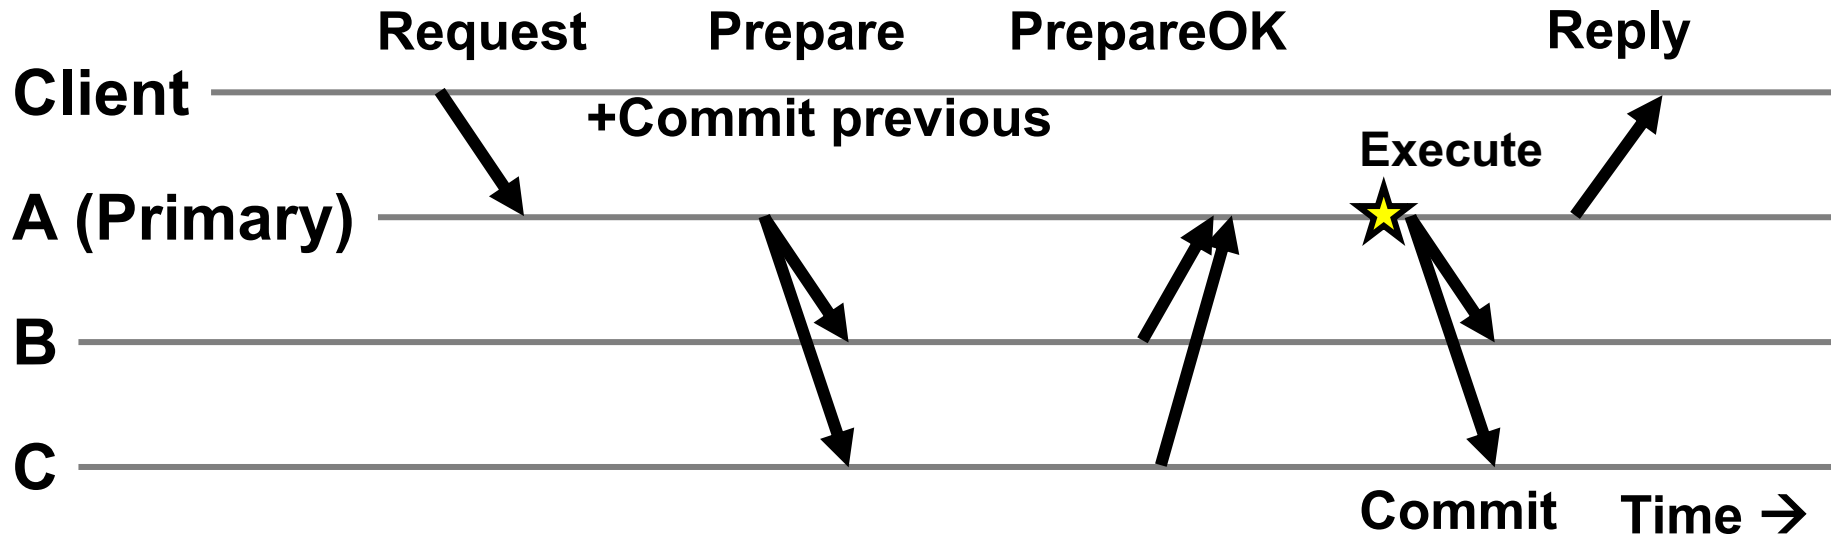 Request Prepare PrepareOK Reply
Client
+Commit previous
Execute
A (Primary)
B
C
Commit Time →